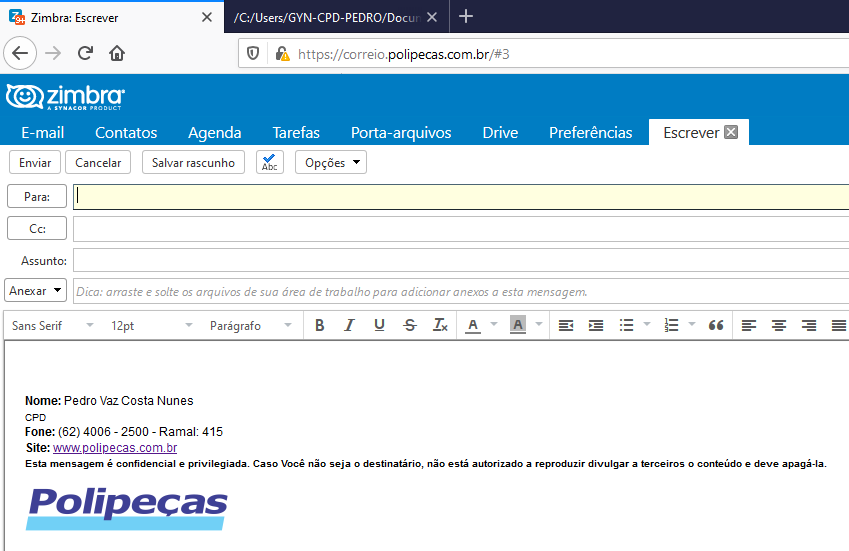 Zimbra: Escrever
/C:/Users/GYN-CPD-PEDRO/Docum
https://correio.polipecas.com.br/#3
zimbra
A SYNACOR PRODUCT
E-mail Contatos Agenda Tarefas Porta-arquivos Drive Preferências Escrever
Enviar Cancelar Salvar rascunho Abc Opções
Para:
Cc:
Assunto:
Anexar Dica: arraste e solte os arquivos de sua área de trabalho para adicionar anexos a esta mensagem.
Sans Serif 12pt Parágrafo B I U S Tx A A
Nome: Pedro Vaz Costa Nunes
CPD
Fone: (62) 4006 - 2500 - Ramal: 415
Site: www.polipecas.com.br
Esta mensagem é confidencial e privilegiada. Caso Você não seja o destinatário, não está autorizado a reproduzir divulgar a terceiros o conteúdo e deve apagá-la.
Polipeças